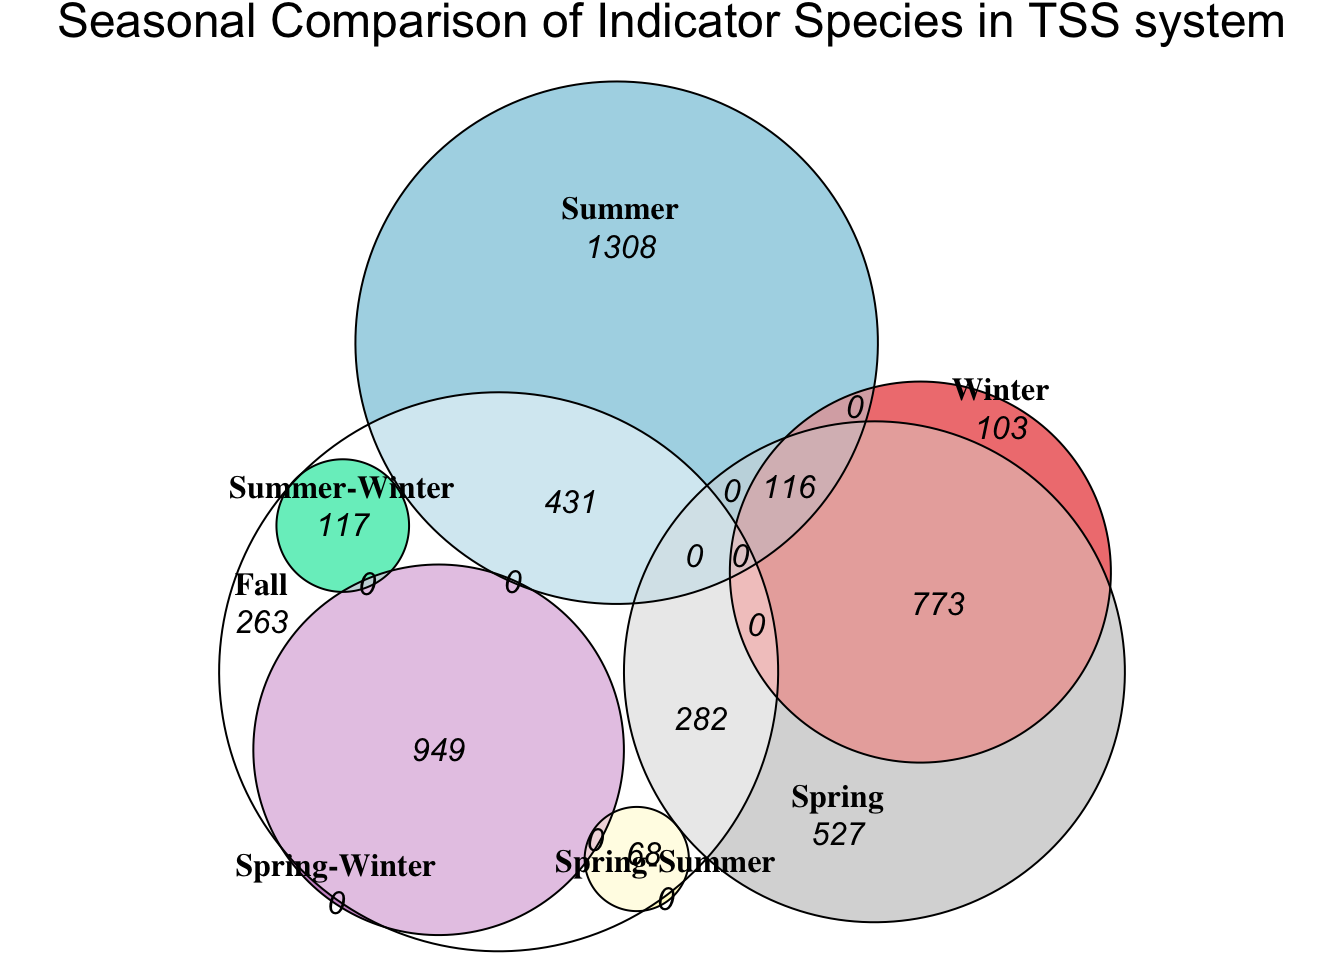 Seasonal Comparison of Indicator Species in TSS system
Summer
1308
Winter
103
0
Summer-Winter
117
431
0
116
0
0
0
0
Fall
263
773
0
282
949
Spring
527
0
68
Spring-Winter
0
Spring-Summer
0